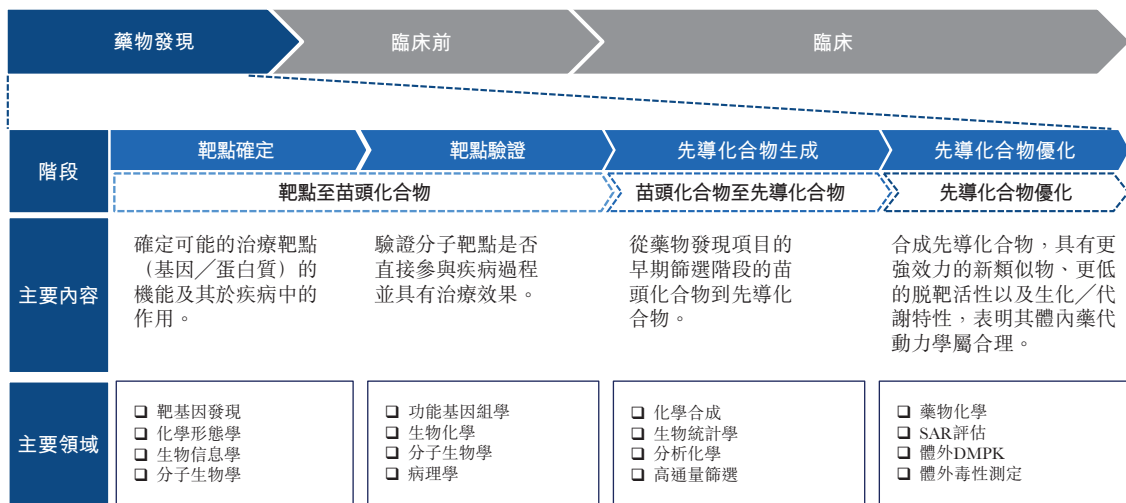 藥物發現
臨床前
臨床
階段
靶點確定
靶點驗證
先導化合物生成
先導化合物優化
靶點至苗頭化合物
苗頭化合物至先導化合物
先導化合物優化
主要內容
確定可能的治療靶點
（基因／蛋白質）的
機能及其於疾病中的
作用。
驗證分子靶點是否
直接參與疾病過程
並具有治療效果。
從藥物發現項目的
早期篩選階段的苗
頭化合物到先導化
合物。
合成先導化合物，具有更
強效力的新類似物、更低
的脫靶活性以及生化／代
謝特性，表明其體內藥代
動力學屬合理。
主要領域
❑ 靶基因發現
❑ 化學形態學
❑ 生物信息學
❑ 分子生物學
❑ 功能基因組學
❑ 生物化學
❑ 分子生物學
❑ 病理學
❑ 化學合成
❑ 生物統計學
❑ 分析化學
❑ 高通量篩選
❑ 藥物化學
❑ SAR評估
❑ 體外DMPK
❑ 體外毒性測定